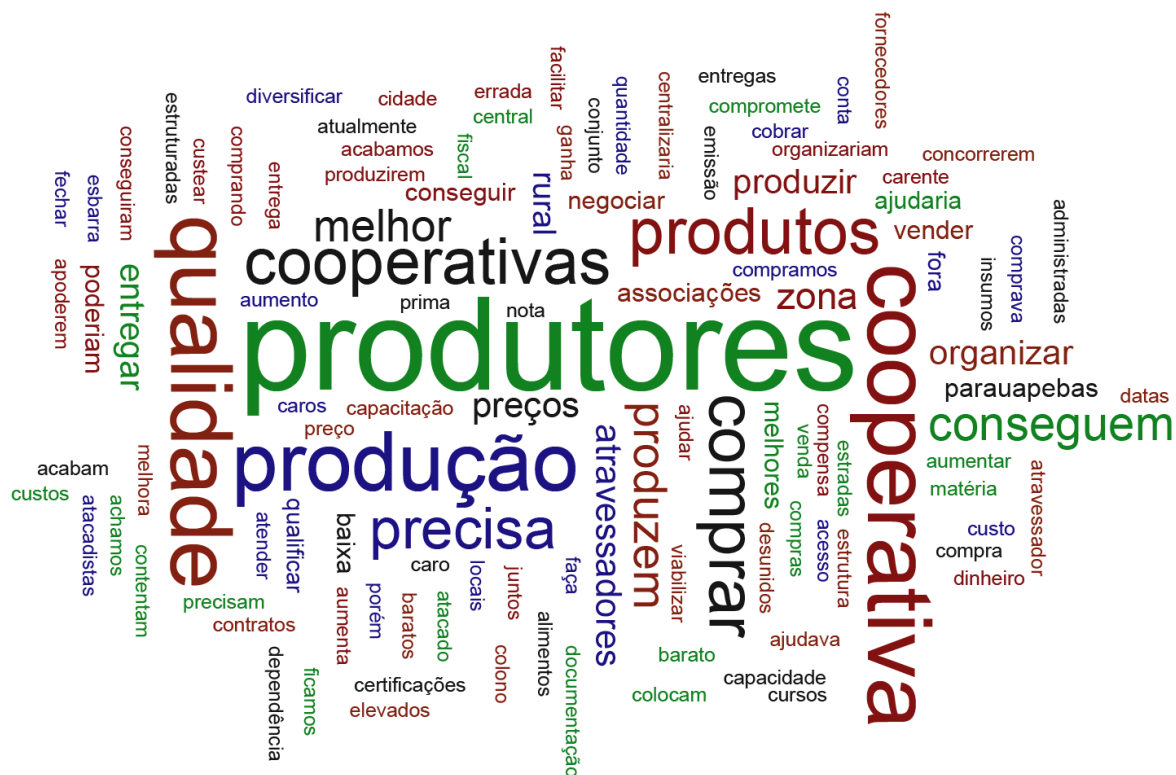 fornecedores
facilitar
entregas
diversificar
cidade
errada
central
quantidade
centralizaria
compromete
conta
estruturadas
atualmente
fiscal
ganha
conjunto
emissão
cobrar
conseguiram
custear
comprando
entrega
acabamos
produzirem
conseguir
rural
negociar
organizariam
produzir
concorrerem
carente
ajudaria
fechar
esbarra
melhor
produtos
vender
administradas
apoderem
poderiam
entregar
qualidade
cooperativas
compramos
associações
zona
cooperativa
fora
insumos
comprava
aumento
prima
nota
produtores
organizar
parauapebas
datas
caros
capacitação
preço
preços
produzem
ajudar
comprar
melhores
venda
compensa
estradas
conseguem
produção
atravessadores
aumentar
matéria
atravessador
acabam
custos
atacadistas
achamos
melhora
contentam
atender
qualificar
baixa
precisa
caro
locais
juntos
faça
viabilizar
desunidos
compras
acesso
estrutura
custo
compra
dinheiro
precisam
contratos
aumenta
porém
baratos
atacado
colono
alimentos
documentação
barato
ajudava
colocam
capacidade
cursos
dependência
ficamos
certificações
elevados